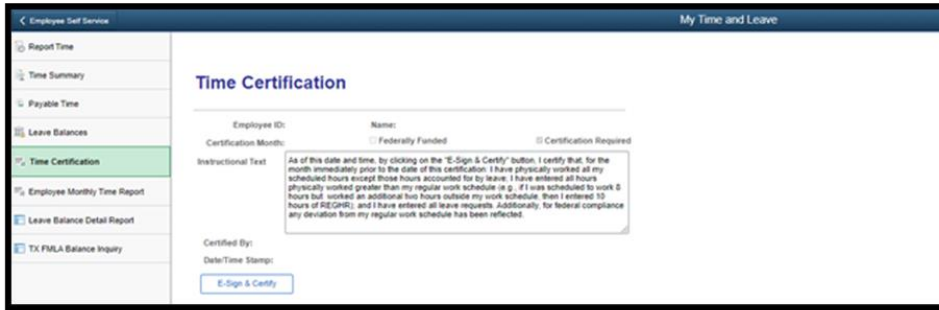 Employee Self Service
My Time and Leave
Report Time
Time Summary
Payable Time
Leave Balances
Time Certification
Employee Monthly Time Report
Leave Balance Detail Report
TX FMLA Balance Inquiry
Time Certification
Employee ID: Name:
Certification Month: Federally Funded Certification Required
Instructional Text
As of this date and time, by clicking on the "E-Sign & Certify" button, I certify that, for the
month immediately prior to the date of this certification: I have physically worked all my
scheduled hours except those hours accounted for by leave; I have entered all hours
physically worked greater than my regular work schedule (e.g., if I was scheduled to work 8
hours but worked an additional two hours outside my work schedule, then I entered 10
hours of REGHR); and I have entered all leave requests. Additionally, for federal compliance
any deviation from my regular work schedule has been reflected.
Certified By:
Date/Time Stamp:
E-Sign & Certify